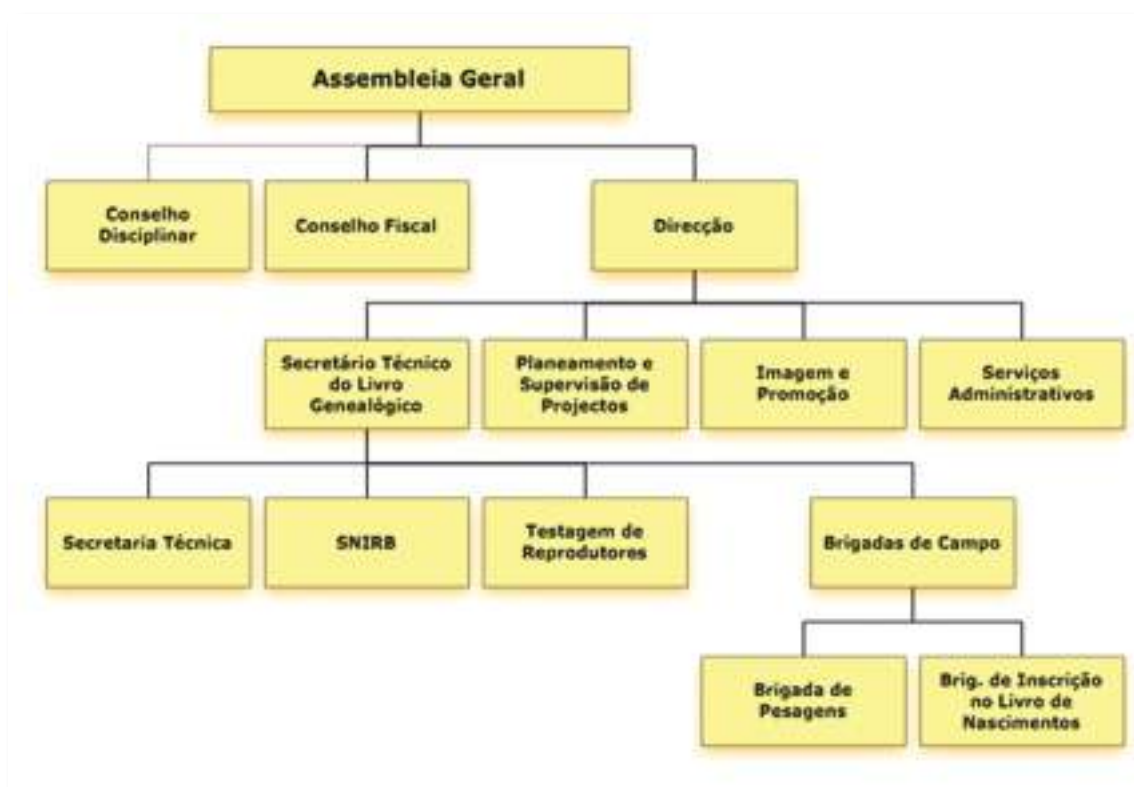 Assembleia Geral
Conselho
Disciplinar
Conselho Fiscal
Direcção
Secretário Técnico
do Livro
Genealógico
Planeamento e
Supervisão de
Projectos
Imagem e
Promoção
Serviços
Administrativos
Secretaria Técnica
SNIRB
Testagem de
Reprodutores
Brigadas de Campo
Brigada de
Pesagens
Brig. de Inscrição
no Livro de
Nascimentos